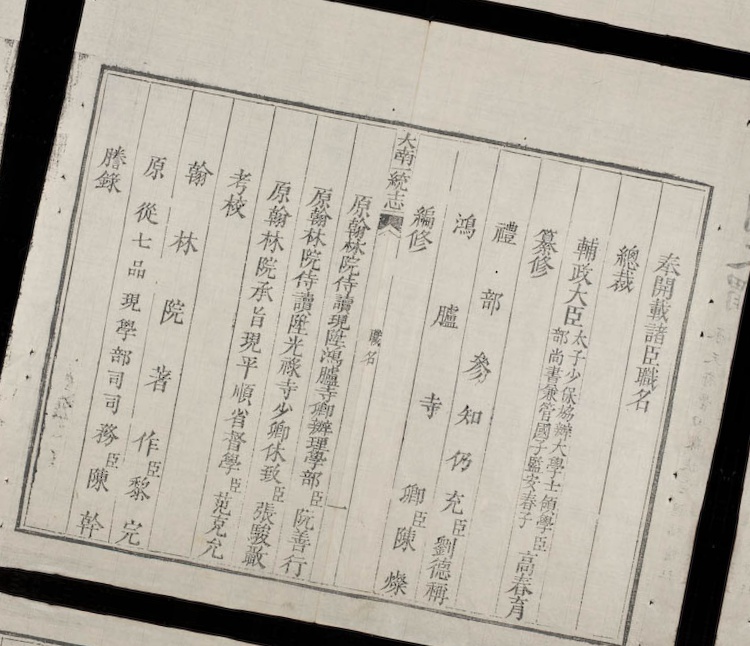 奉開載諸臣職名
總裁
輔政大臣太子少保協辦大學士領學部尚書兼管國子監安春子臣高春育
纂修
禮部參知仍充臣劉德稱
鴻臚寺卿臣陳燦
編修
大南一統志 職名 一
原翰林院侍讀現陞鴻臚寺卿辦理學部臣阮善行
原翰林院侍讀陞光祿寺少卿休致臣張駿
原翰林院承旨現平順省督學臣范克允
考校
翰林院著作臣黎完
原從七品現學部司司務臣陳幹
謄錄